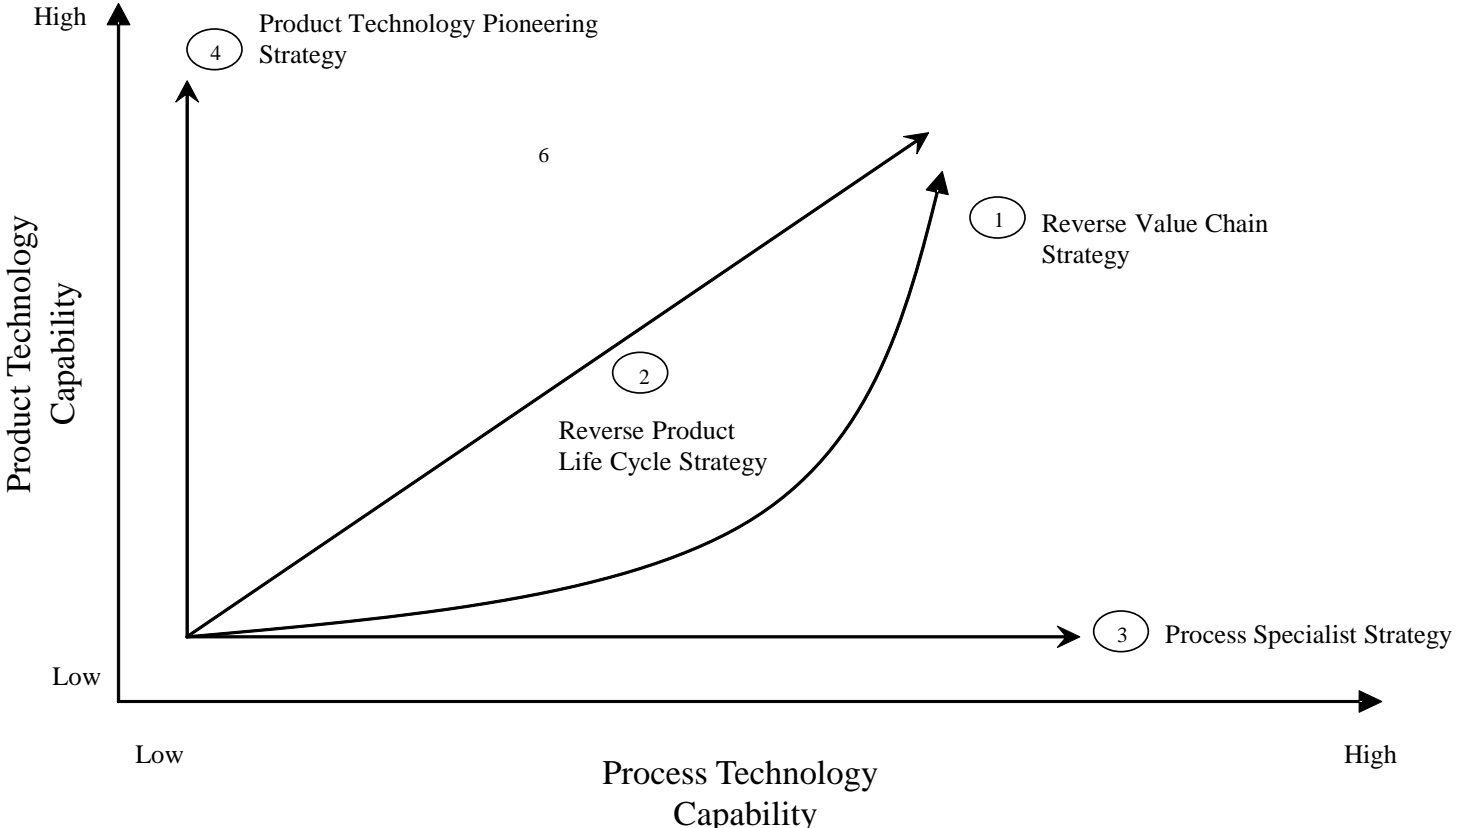 High
Product Technology Pioneering
Strategy
4
6
1
Reverse Value Chain
Strategy
Product Technology
Capability
2
Reverse Product
Life Cycle Strategy
3
Process Specialist Strategy
Low
Low
High
Process Technology
Capability